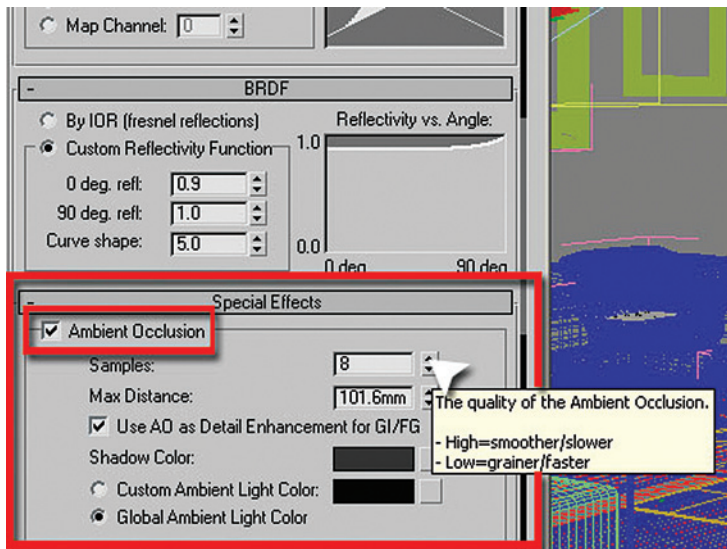 Map Channel: 0
- BRDF
By IOR (fresnel reflections)
Custom Reflectivity Function
0 deg. refl: 0.9
90 deg. refl: 1.0
Curve shape: 5.0
Reflectivity vs. Angle:
1.0
0.0
0 deg 90 deg
- Special Effects
Ambient Occlusion
Samples: 8
Max Distance: 101.6mm
Use AO as Detail Enhancement for GI/FG
Shadow Color:
Custom Ambient Light Color:
Global Ambient Light Color
The quality of the Ambient Occlusion.
- High=smoother/slower
- Low=grainer/faster